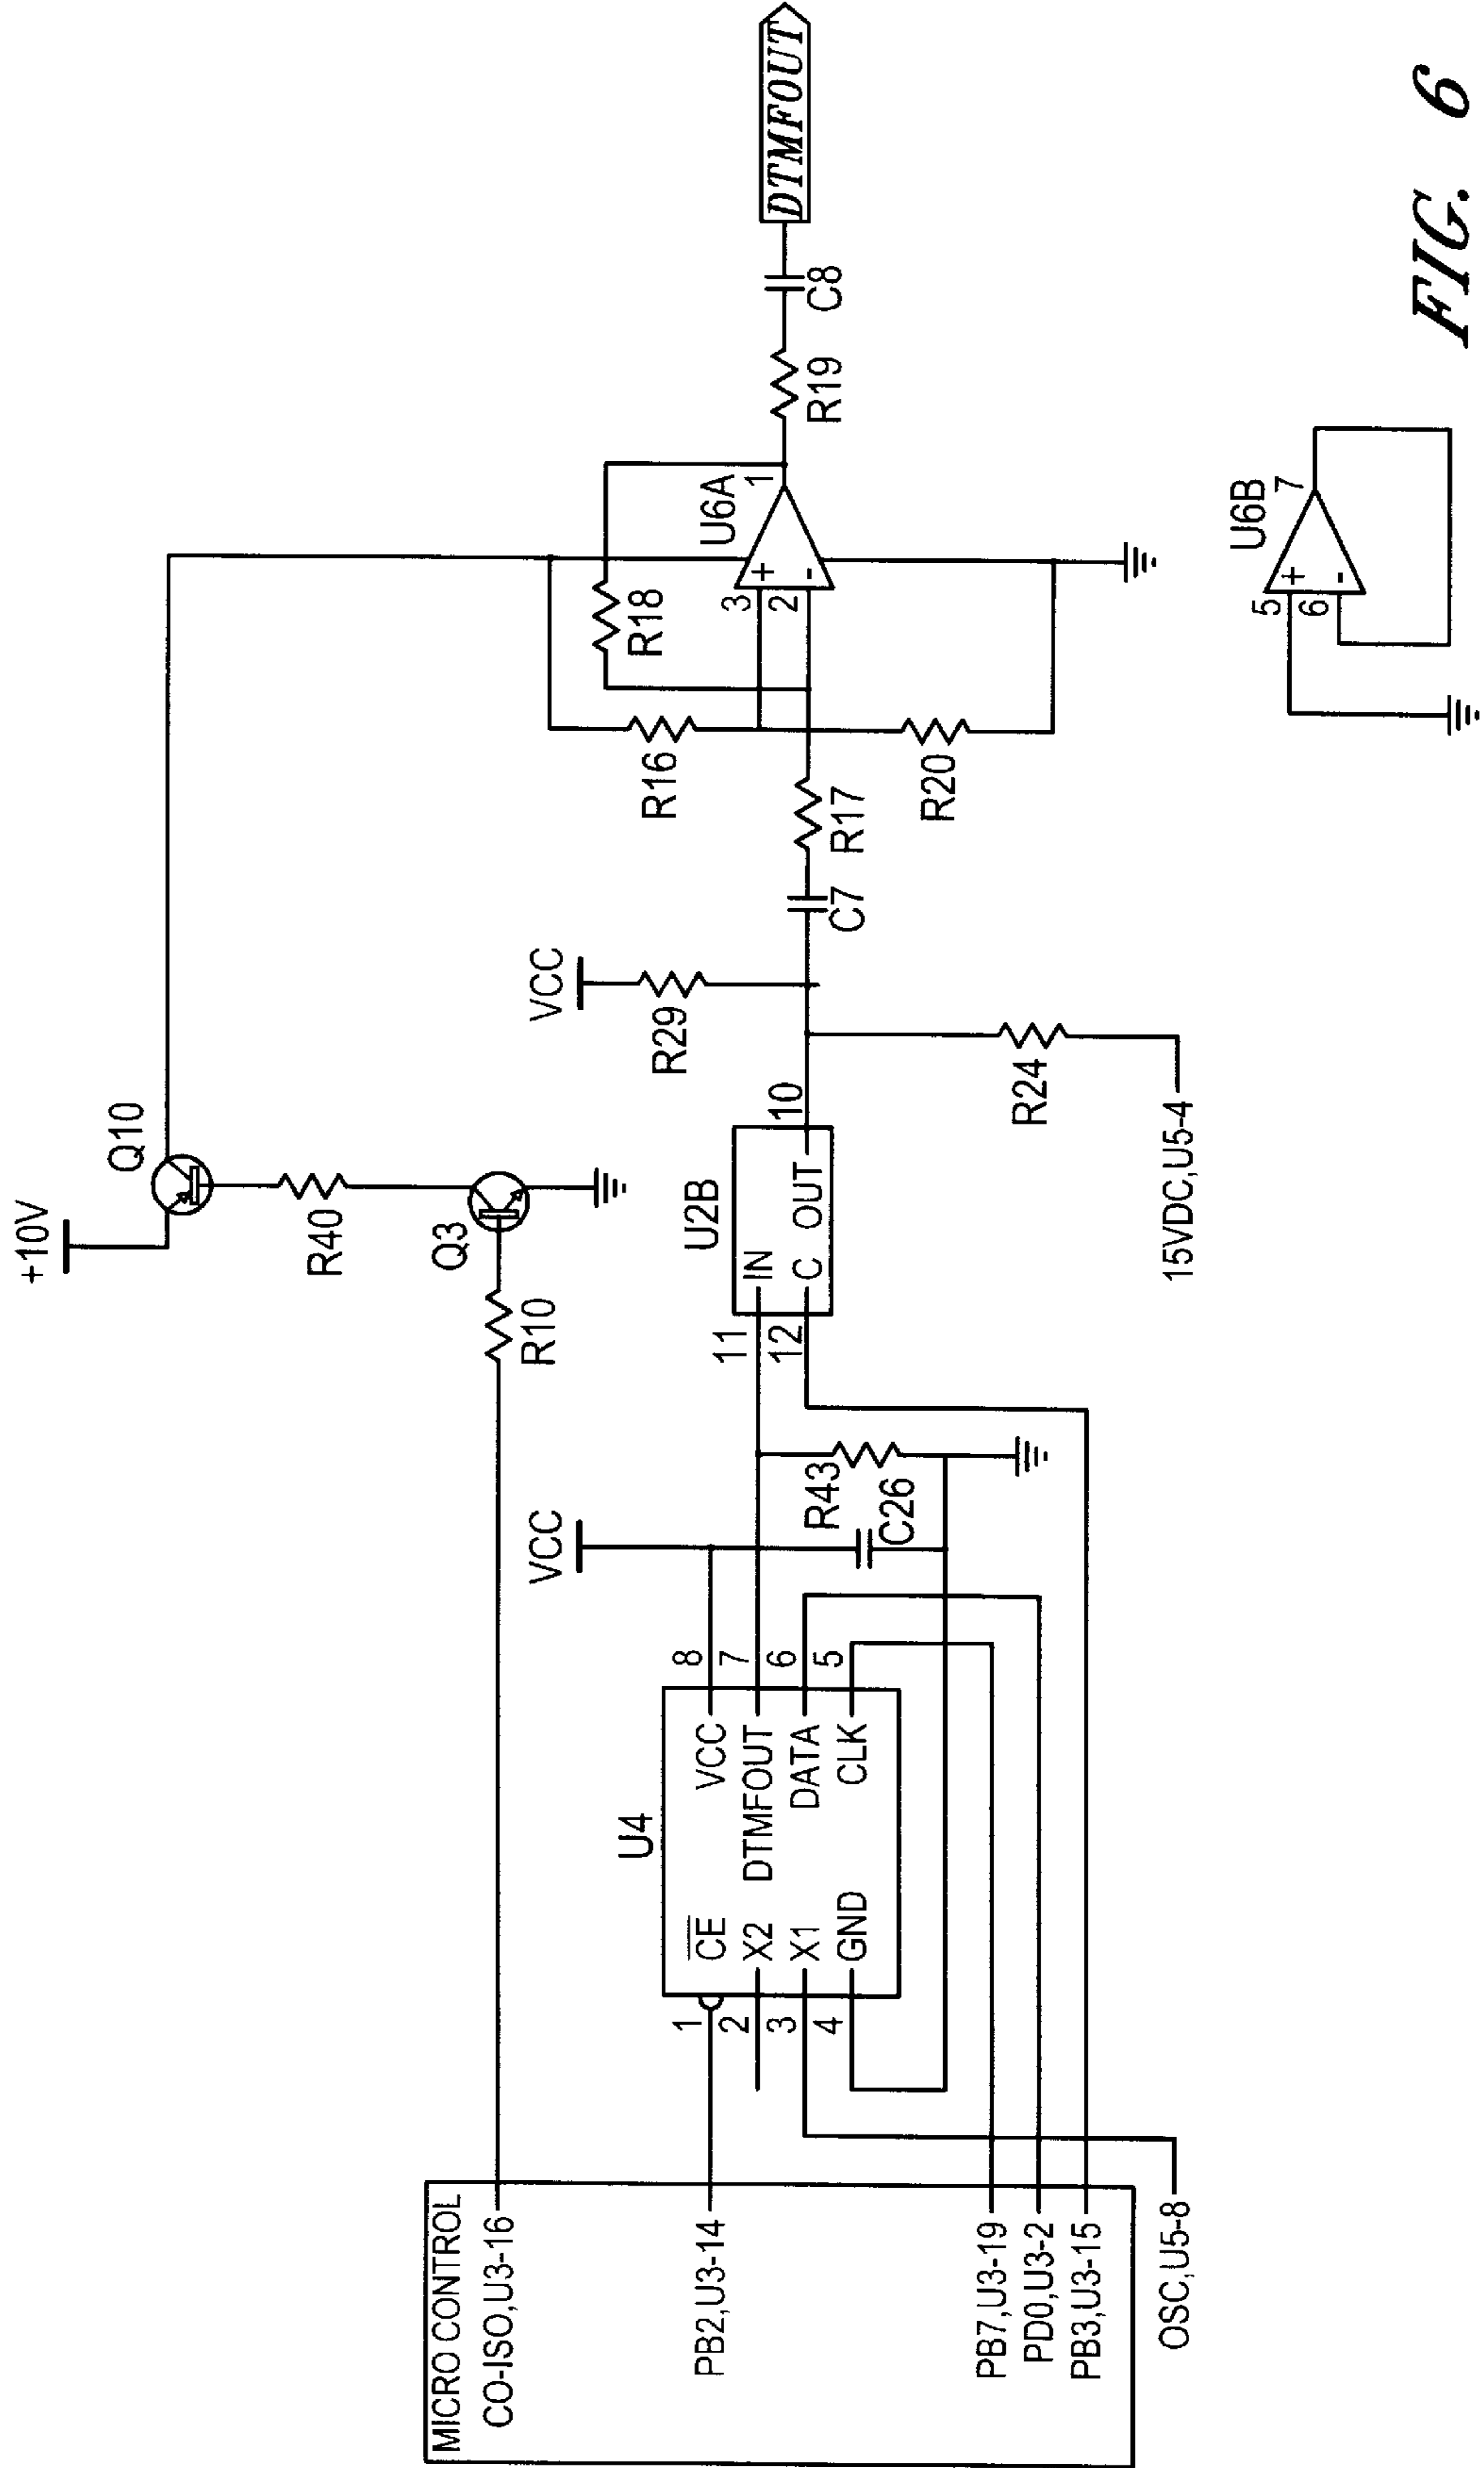 +10V
Q10
R40
Q3
R10
MICRO CONTROL
CO-ISO,U3-16
PB2,U3-14
PB7,U3-19
PD0,U3-2
PB3,U3-15
OSC,U5-8
U4
1
2
3
4
CE
X2
X1
GND
VCC
DTMFOUT
DATA
CLK
8
7
6
5
VCC
R43
C26
11
12
U2B
IN
C OUT
10
VCC
R29
R24
15VDC,U5-4
C7
R17
R16
R20
R18
3
2
+
-
U6A
1
R19
C8
DTMFOUT
5
6
+
-
U6B
7
FIG. 6